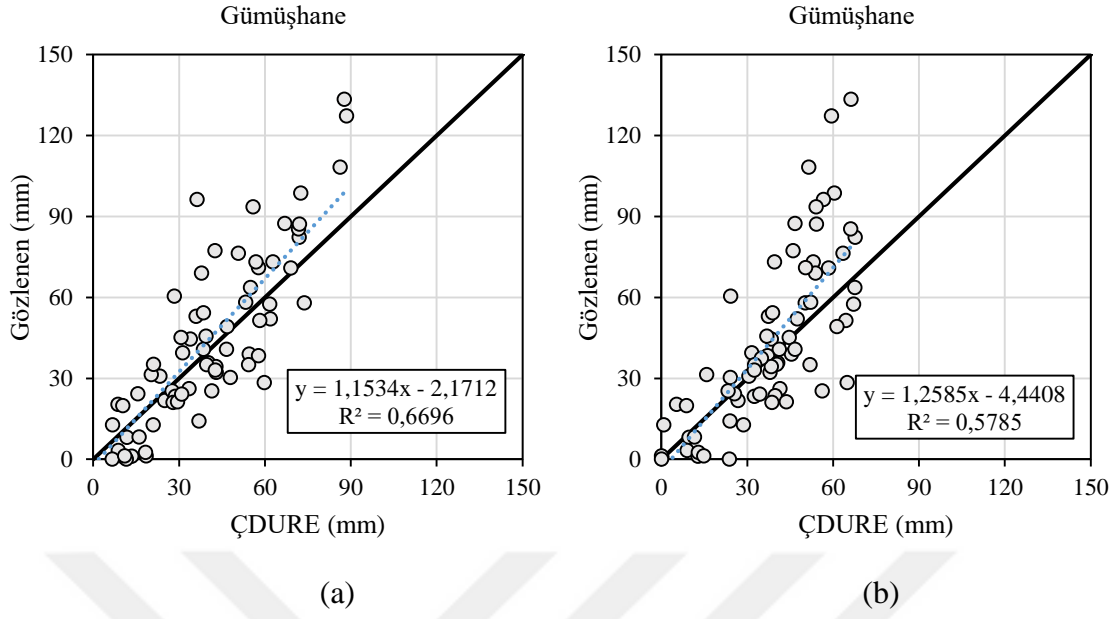 Gümüşhane
150
120
90
60
30
0
Gözlenen (mm)
y = 1,1534x - 2,1712
R² = 0,6696
0 30 60 90 120 150
ÇDURE (mm)
(a)
Gümüşhane
150
120
90
60
30
0
Gözlenen (mm)
y = 1,2585x - 4,4408
R² = 0,5785
0 30 60 90 120 150
ÇDURE (mm)
(b)